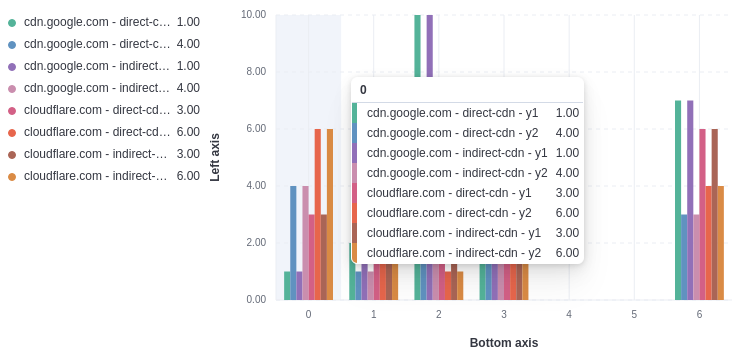 cdn.google.com - direct-c... 1.00
cdn.google.com - direct-c... 4.00
cdn.google.com - indirect... 1.00
cdn.google.com - indirect... 4.00
cloudflare.com - direct-cd... 3.00
cloudflare.com - direct-cd... 6.00
cloudflare.com - indirect-... 3.00
cloudflare.com - indirect-... 6.00
Left axis
10.00
8.00
6.00
4.00
2.00
0.00
0
cdn.google.com - direct-cdn - y1 1.00
cdn.google.com - direct-cdn - y2 4.00
cdn.google.com - indirect-cdn - y1 1.00
cdn.google.com - indirect-cdn - y2 4.00
cloudflare.com - direct-cdn - y1 3.00
cloudflare.com - direct-cdn - y2 6.00
cloudflare.com - indirect-cdn - y1 3.00
cloudflare.com - indirect-cdn - y2 6.00
0 1 2 3 4 5 6
Bottom axis